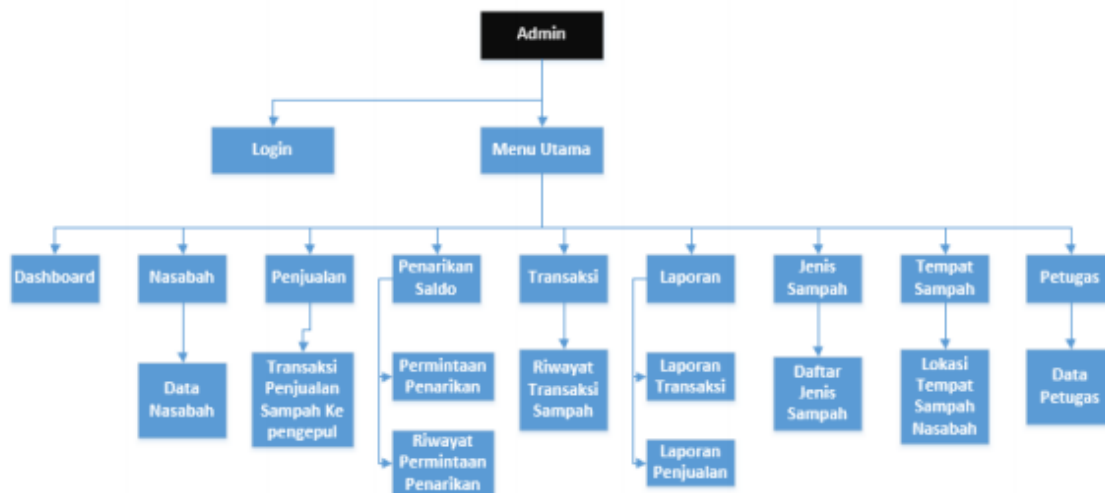 Admin
Login
Menu Utama
Dashboard
Nasabah
Penjualan
Penarikan
Saldo
Transaksi
Laporan
Jenis
Sampah
Tempat
Sampah
Petugas
Data
Nasabah
Transaksi
Penjualan
Sampah Ke
pengepul
Permintaan
Penarikan
Riwayat
Permintaan
Penarikan
Riwayat
Transaksi
Sampah
Laporan
Transaksi
Laporan
Penjualan
Daftar
Jenis
Sampah
Lokasi
Tempat
Sampah
Nasabah
Data
Petugas